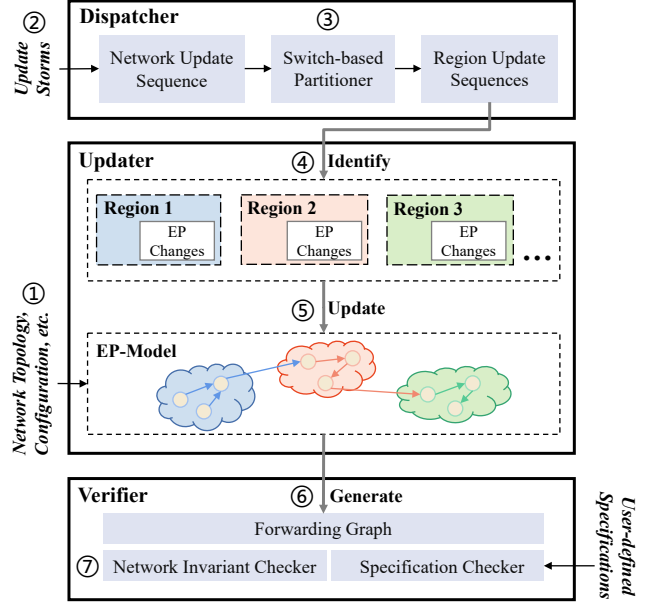 ②
Update
Storms
Dispatcher
③
Network Update
Sequence
Switch-based
Partitioner
Region Update
Sequences
Updater
④ Identify
Region 1
EP
Changes
Region 2
EP
Changes
Region 3
EP
Changes
...
①
Network Topology,
Configuration, etc.
⑤ Update
EP-Model
Verifier
⑥ Generate
Forwarding Graph
⑦
Network Invariant Checker
Specification Checker
User-defined
Specifications